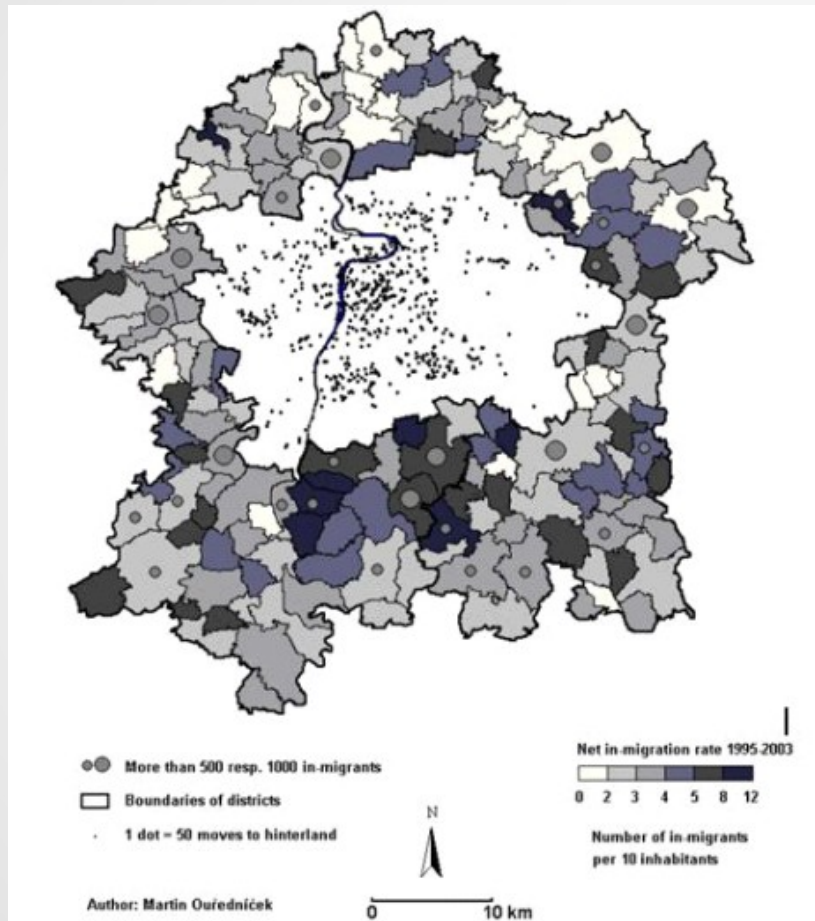 More than 500 resp. 1000 in-migrants
Boundaries of districts
1 dot = 50 moves to hinterland
Author: Martin Ouředníček
N
0 10 km
Net in-migration rate 1995-2003
0 2 3 4 5 8 12
Number of in-migrants
per 10 inhabitants